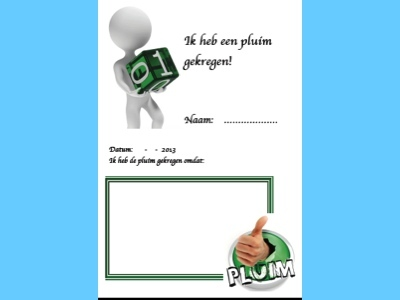 Ik heb een pluim
gekregen!
Naam: ...................
Datum: - - 2013
Ik heb de pluim gekregen omdat:
PLUIM